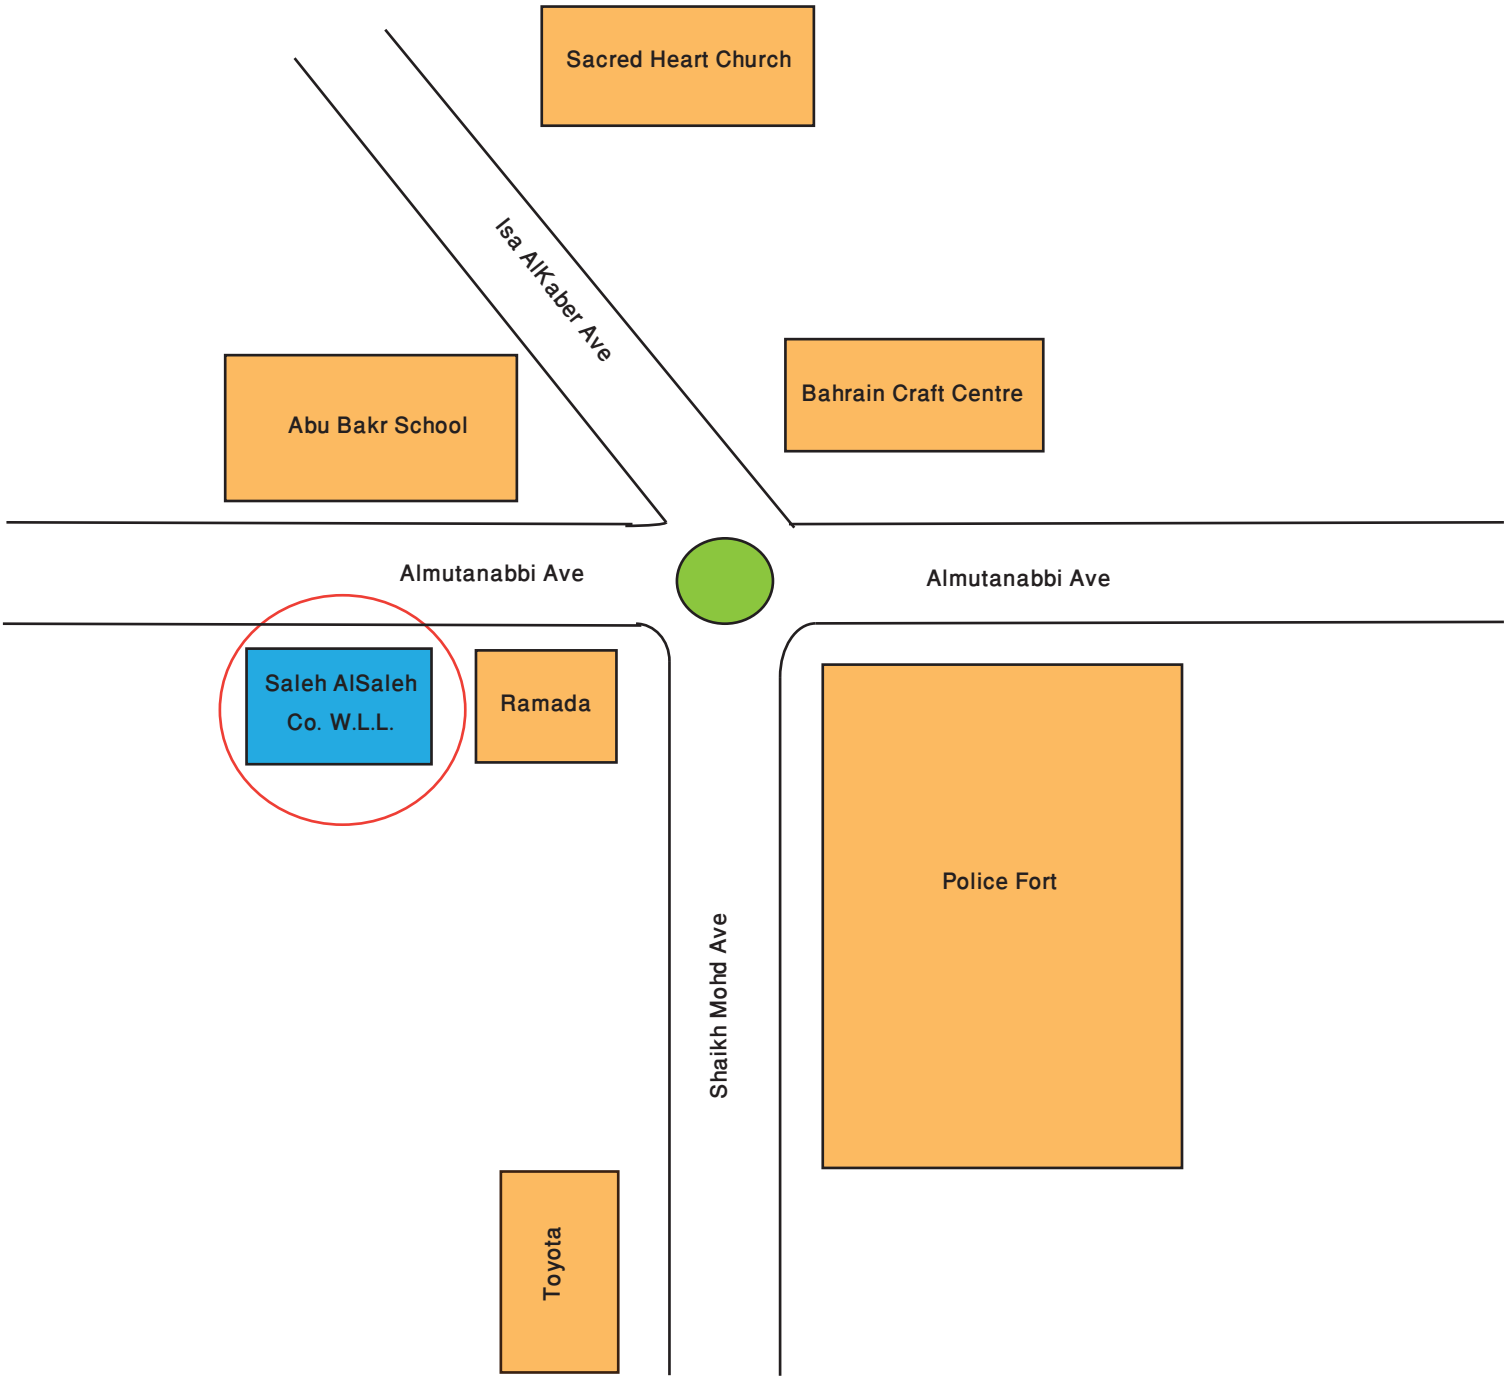 Sacred Heart Church
Isa AlKaber Ave
Bahrain Craft Centre
Abu Bakr School
Almutanabbi Ave
Almutanabbi Ave
Saleh AlSaleh
Co. W.L.L.
Ramada
Police Fort
Shaikh Mohd Ave
Toyota